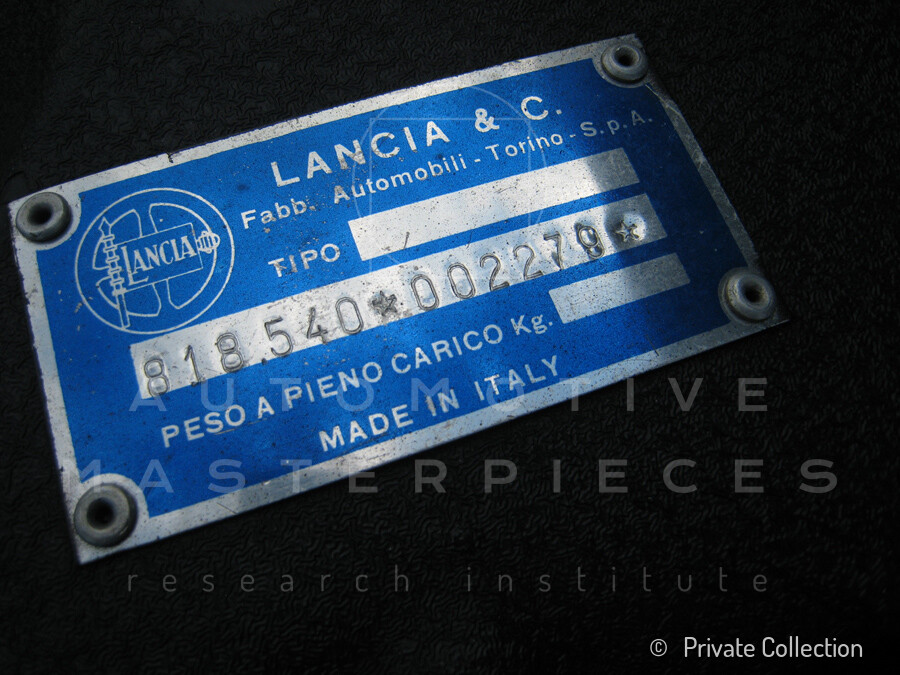 LANCIA & C.
Fabb. Automobili - Torino - S.p.A.
LANCIA
TIPO
818.540★002279★
PESO A PIENO CARICO Kg.
MADE IN ITALY
AUTOMOTIVE
MASTERPIECES
research institute
© Private Collection